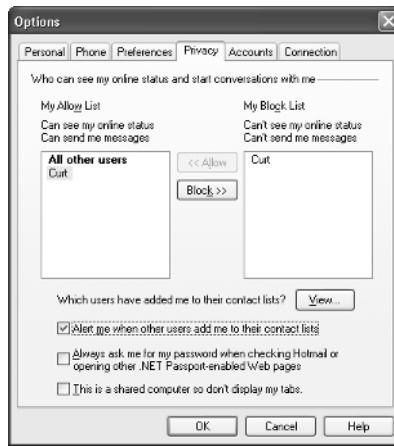 Options
Personal Phone Preferences Privacy Accounts Connection
Who can see my online status and start conversations with me
My Allow List
Can see my online status
Can send me messages
All other users
Curt
<< Allow
Block >>
My Block List
Can't see my online status
Can't send me messages
Curt
Which users have added me to their contact lists? View...
Alert me when other users add me to their contact lists
Always ask me for my password when checking Hotmail or
opening other .NET Passport-enabled Web pages
This is a shared computer so don't display my tabs.
OK Cancel Help